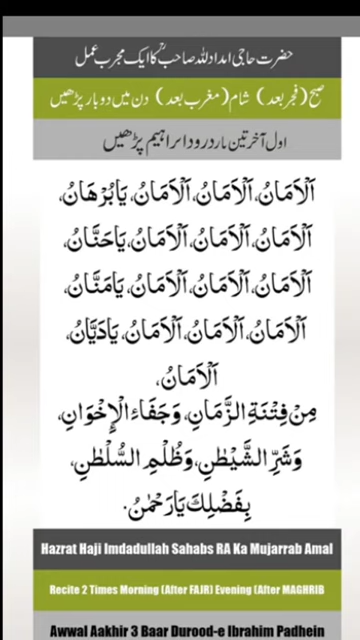 حضرت حاجی امداد اللہ صاحبؒ کا ایک مجرب عمل
صبح (فجر بعد) شام (مغرب بعد) دن میں دو بار پڑھیں
اول آخر تین بار درود ابراہیم پڑھیں
اَلْاَمَانُ، اَلْاَمَانُ، اَلْاَمَانُ، يَابُرْهَانُ،
اَلْاَمَانُ، اَلْاَمَانُ، اَلْاَمَانُ، يَاحَنَّانُ،
اَلْاَمَانُ، اَلْاَمَانُ، اَلْاَمَانُ، يَامَنَّانُ،
اَلْاَمَانُ، اَلْاَمَانُ، اَلْاَمَانُ، يَادَيَّانُ،
اَلْاَمَانُ،
مِنْ فِتْنَةِ الزَّمَانِ، وَجَفَاءِ الْاِخْوَانِ،
وَشَرِّ الشَّيْطٰنِ، وَظُلْمِ السُّلْطٰنِ،
بِفَضْلِكَ يَارَحْمٰنُ.
Hazrat Haji Imdadullah Sahabs RA Ka Mujarrab Amal
Recite 2 Times Morning (After FAJR) Evening (After MAGHRIB
Awwal Aakhir 3 Baar Durood-e Ibrahim Padhein